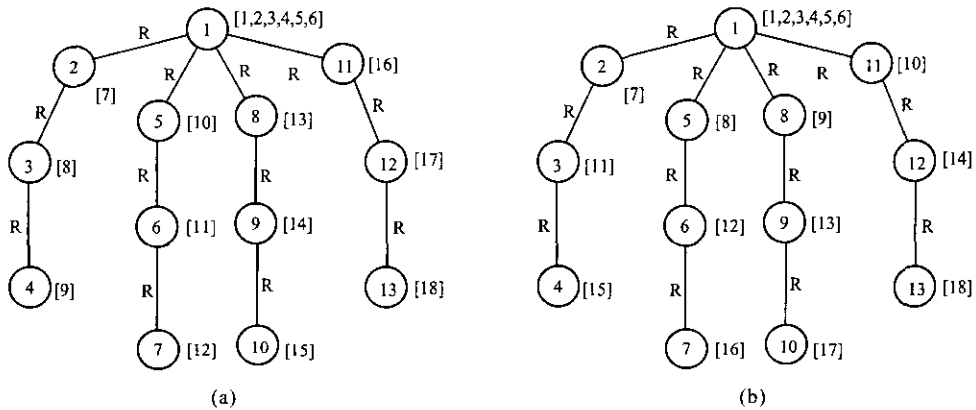 [1,2,3,4,5,6]
1
R
R
R
R
2
[7]
11
[16]
R
5
[10]
8
[13]
R
3
[8]
12
[17]
R
R
R
6
[11]
9
[14]
R
4
[9]
R
R
13
[18]
7
[12]
10
[15]
(a)
[1,2,3,4,5,6]
1
R
R
R
R
2
[7]
11
[10]
R
5
[8]
8
[9]
R
3
[11]
12
[14]
R
R
R
6
[12]
9
[13]
R
4
[15]
R
R
13
[18]
7
[16]
10
[17]
(b)